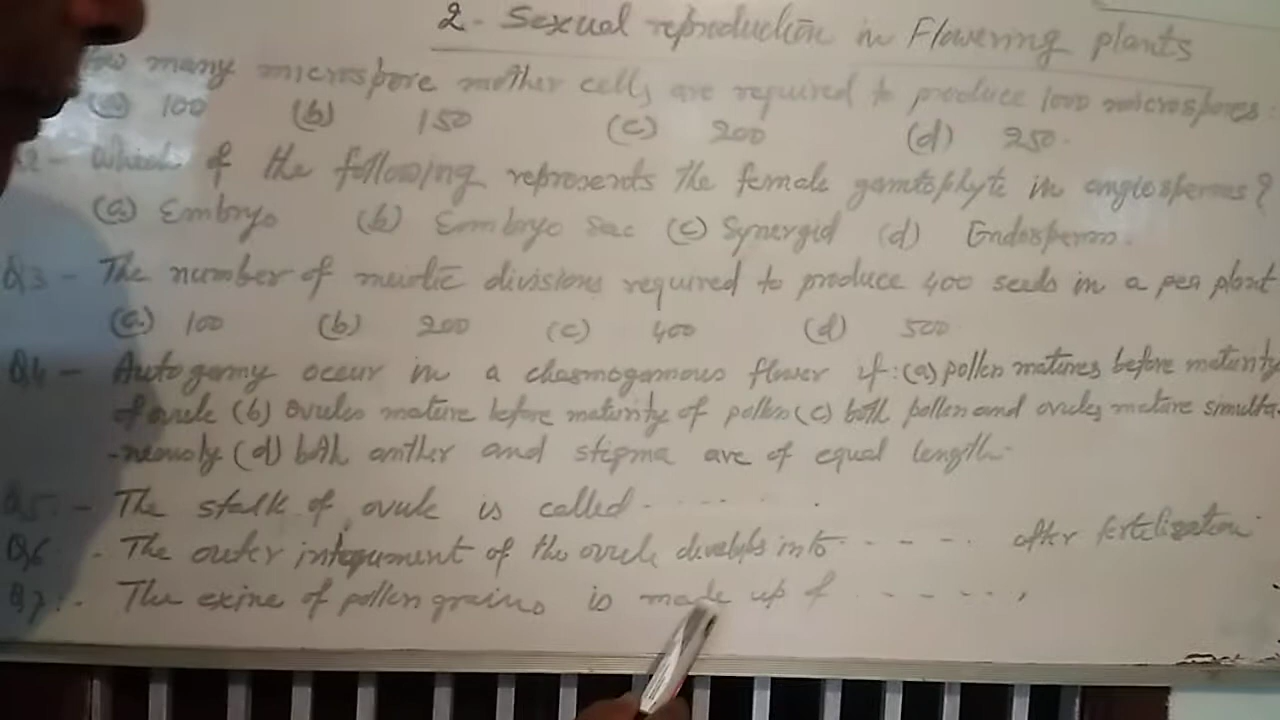 2- Sexual reproduction in Flowering plants
many microspore mother cells are required to produce 1000 microspores.
(a) 100 (b) 150 (c) 200 (d) 250.
2- which of the following represents the female gamtophyte in angiosperms?
(a) Embryo (b) Embryo sac (c) Synergid (d) Endosperm.
Q3- The number of meiotic divisions required to produce 400 seeds in a pea plant
(a) 100 (b) 200 (c) 400 (d) 500
Q4- Autogamy occur in a chasmogamous flower if:(a) pollen matures before maturity
of ovule (b) ovules mature before maturity of pollen (c) both pollen and ovules mature simulta-
-neously (d) both anther and stigma are of equal length.
Q5:- The stalk of ovule is called - - - - - .
Q6 - The outer integument of the ovule develops into - - - - - after fertilization.
Q7:- The exine of pollen grains is made up of - - - - - ,